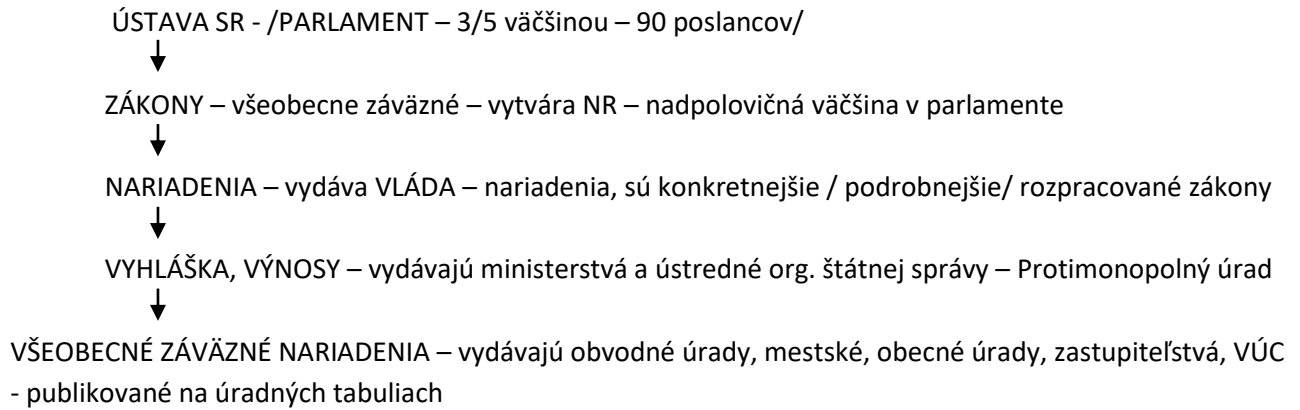 ÚSTAVA SR - /PARLAMENT – 3/5 väčšinou – 90 poslancov/
ZÁKONY – všeobecne záväzné – vytvára NR – nadpolovičná väčšina v parlamente
NARIADENIA – vydáva VLÁDA – nariadenia, sú konkretnejšie / podrobnejšie/ rozpracované zákony
VYHLÁŠKA, VÝNOSY – vydávajú ministerstvá a ústredné org. štátnej správy – Protimonopolný úrad
VŠEOBECNÉ ZÁVÄZNÉ NARIADENIA – vydávajú obvodné úrady, mestské, obecné úrady, zastupiteľstvá, VÚC
- publikované na úradných tabuliach